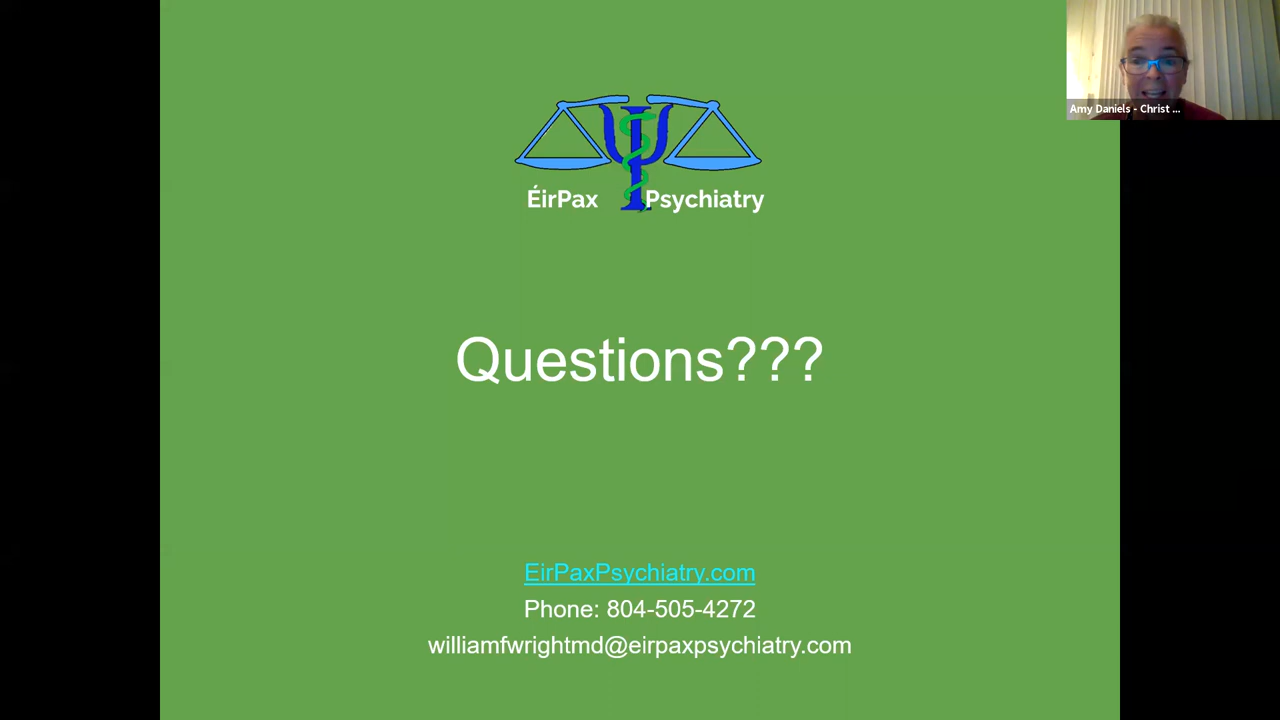 Amy Daniels - Christ ...
ÉirPax Psychiatry
Questions???
EirPaxPsychiatry.com
Phone: 804-505-4272
williamfwrightmd@eirpaxpsychiatry.com